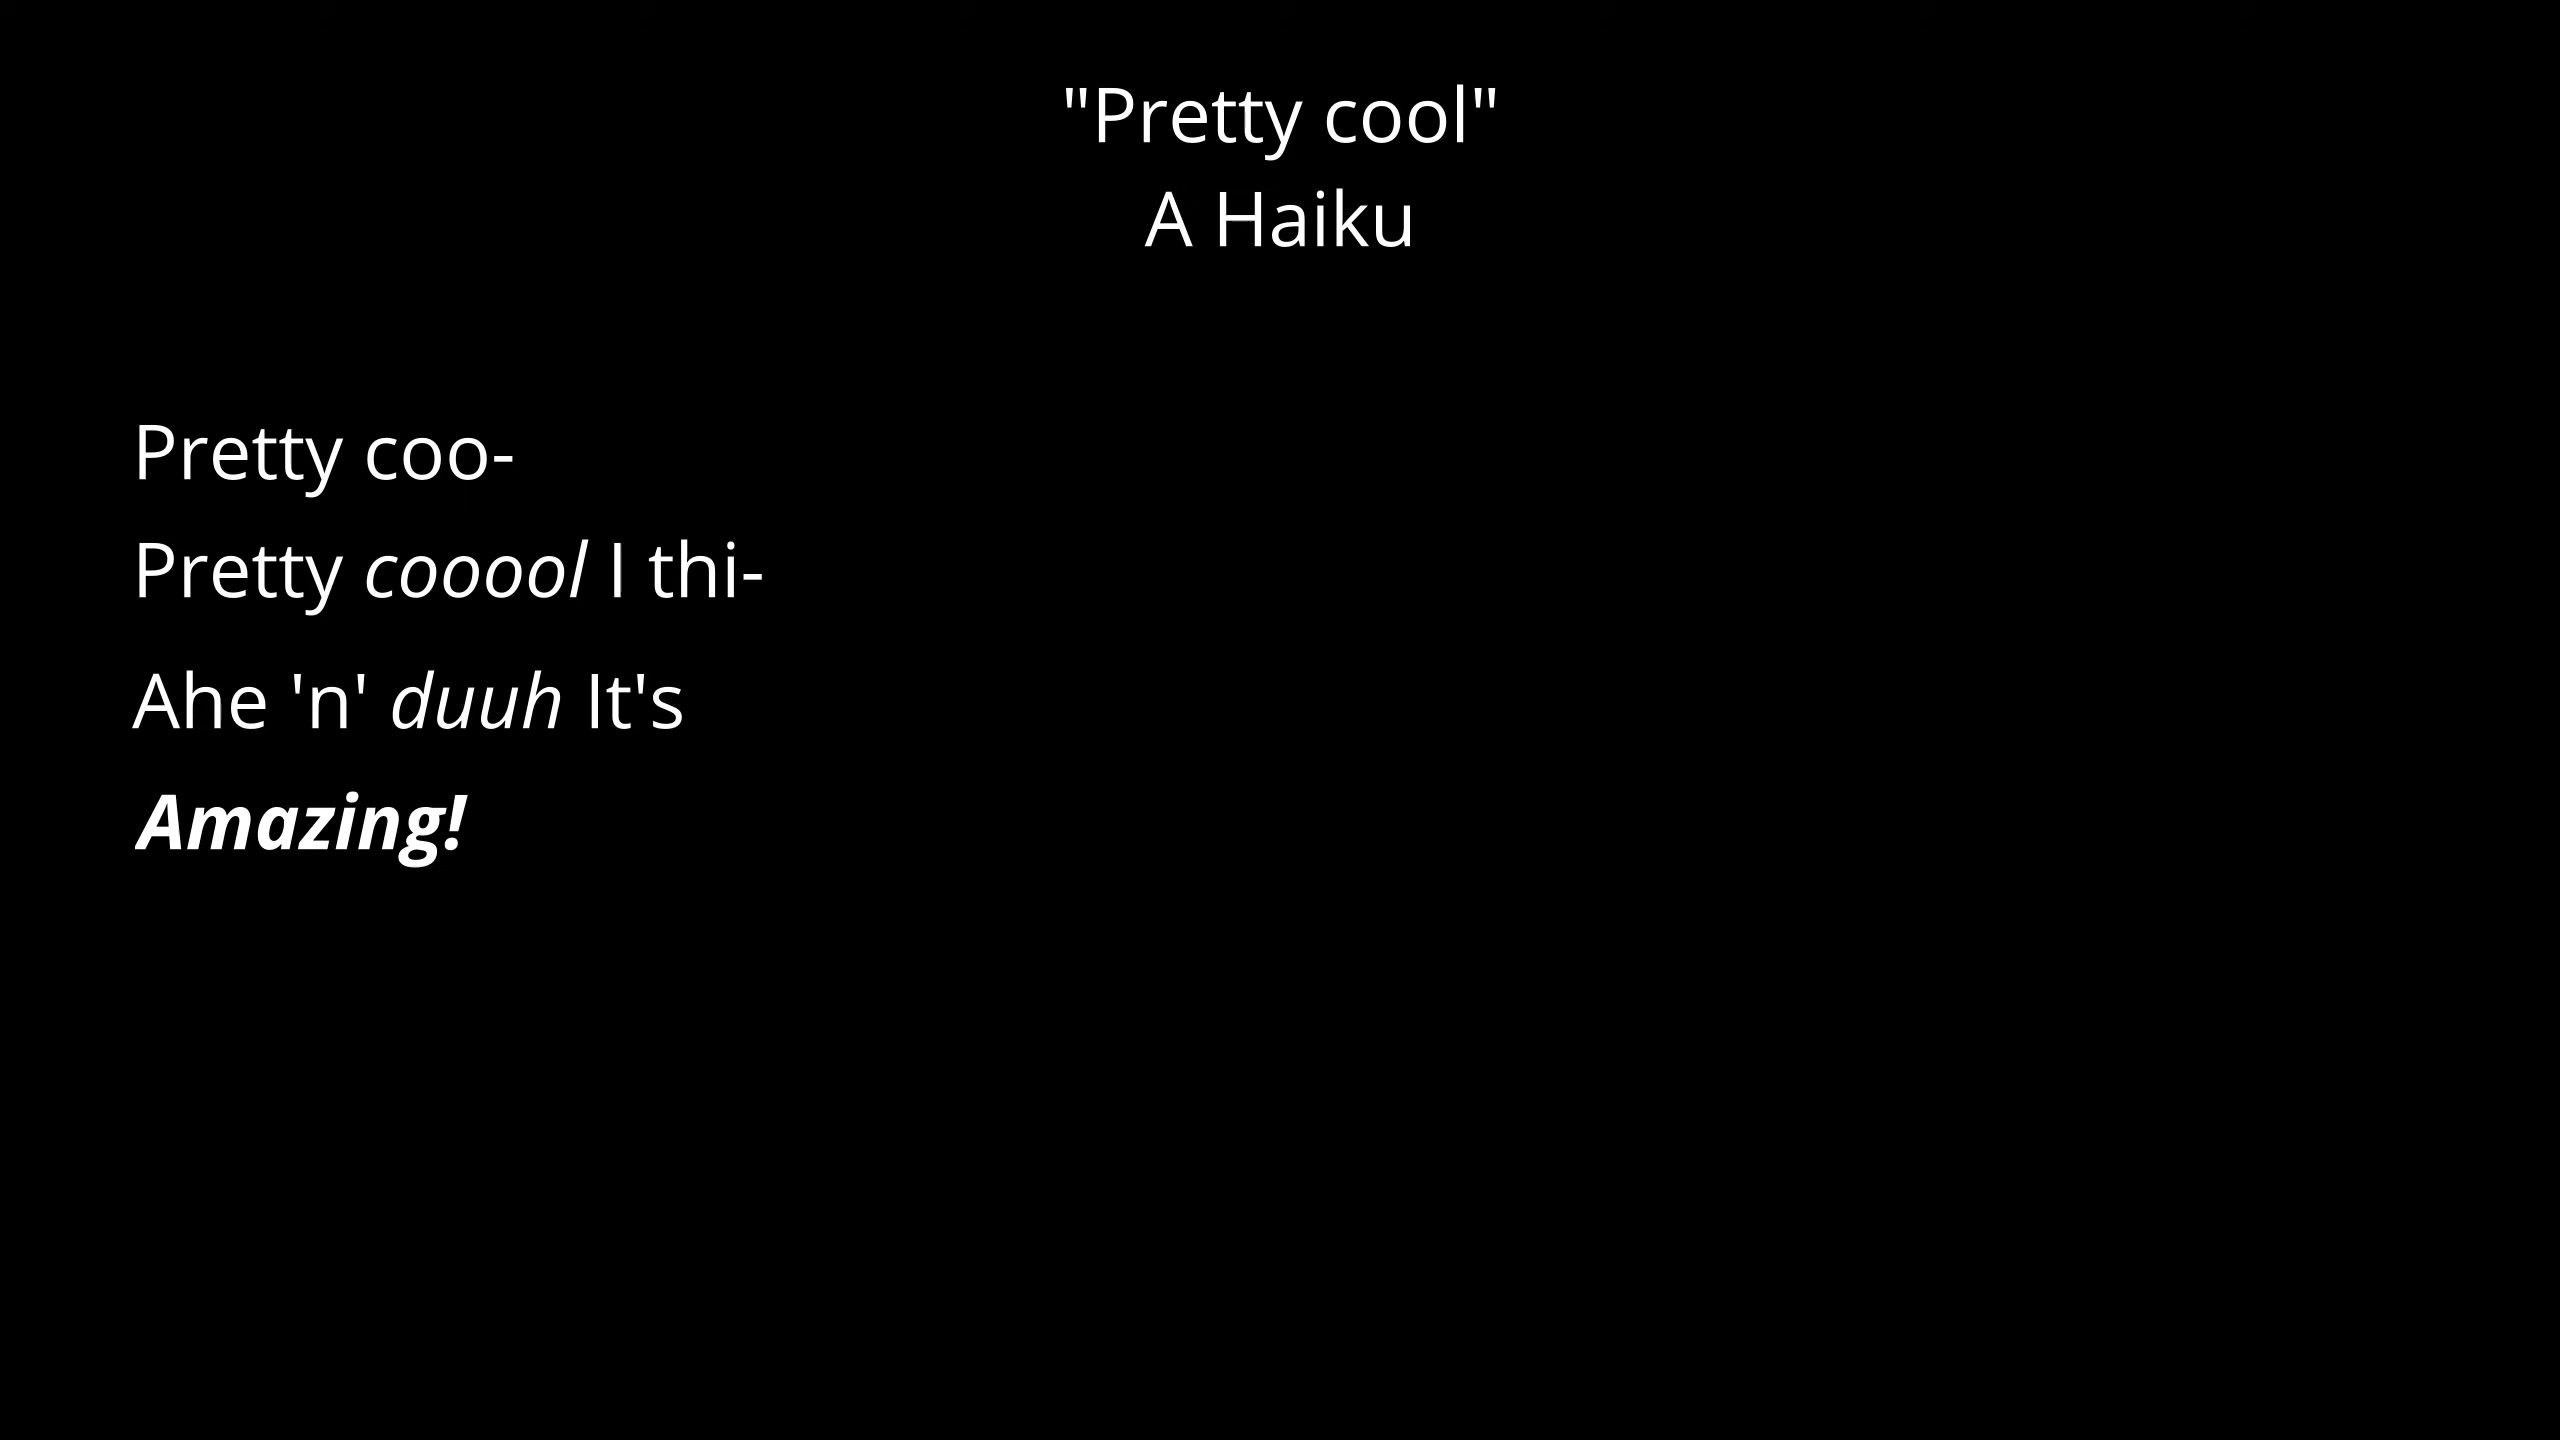 "Pretty cool"
A Haiku
Pretty coo-
Pretty cooool I thi-
Ahe 'n' duuh It's
Amazing!